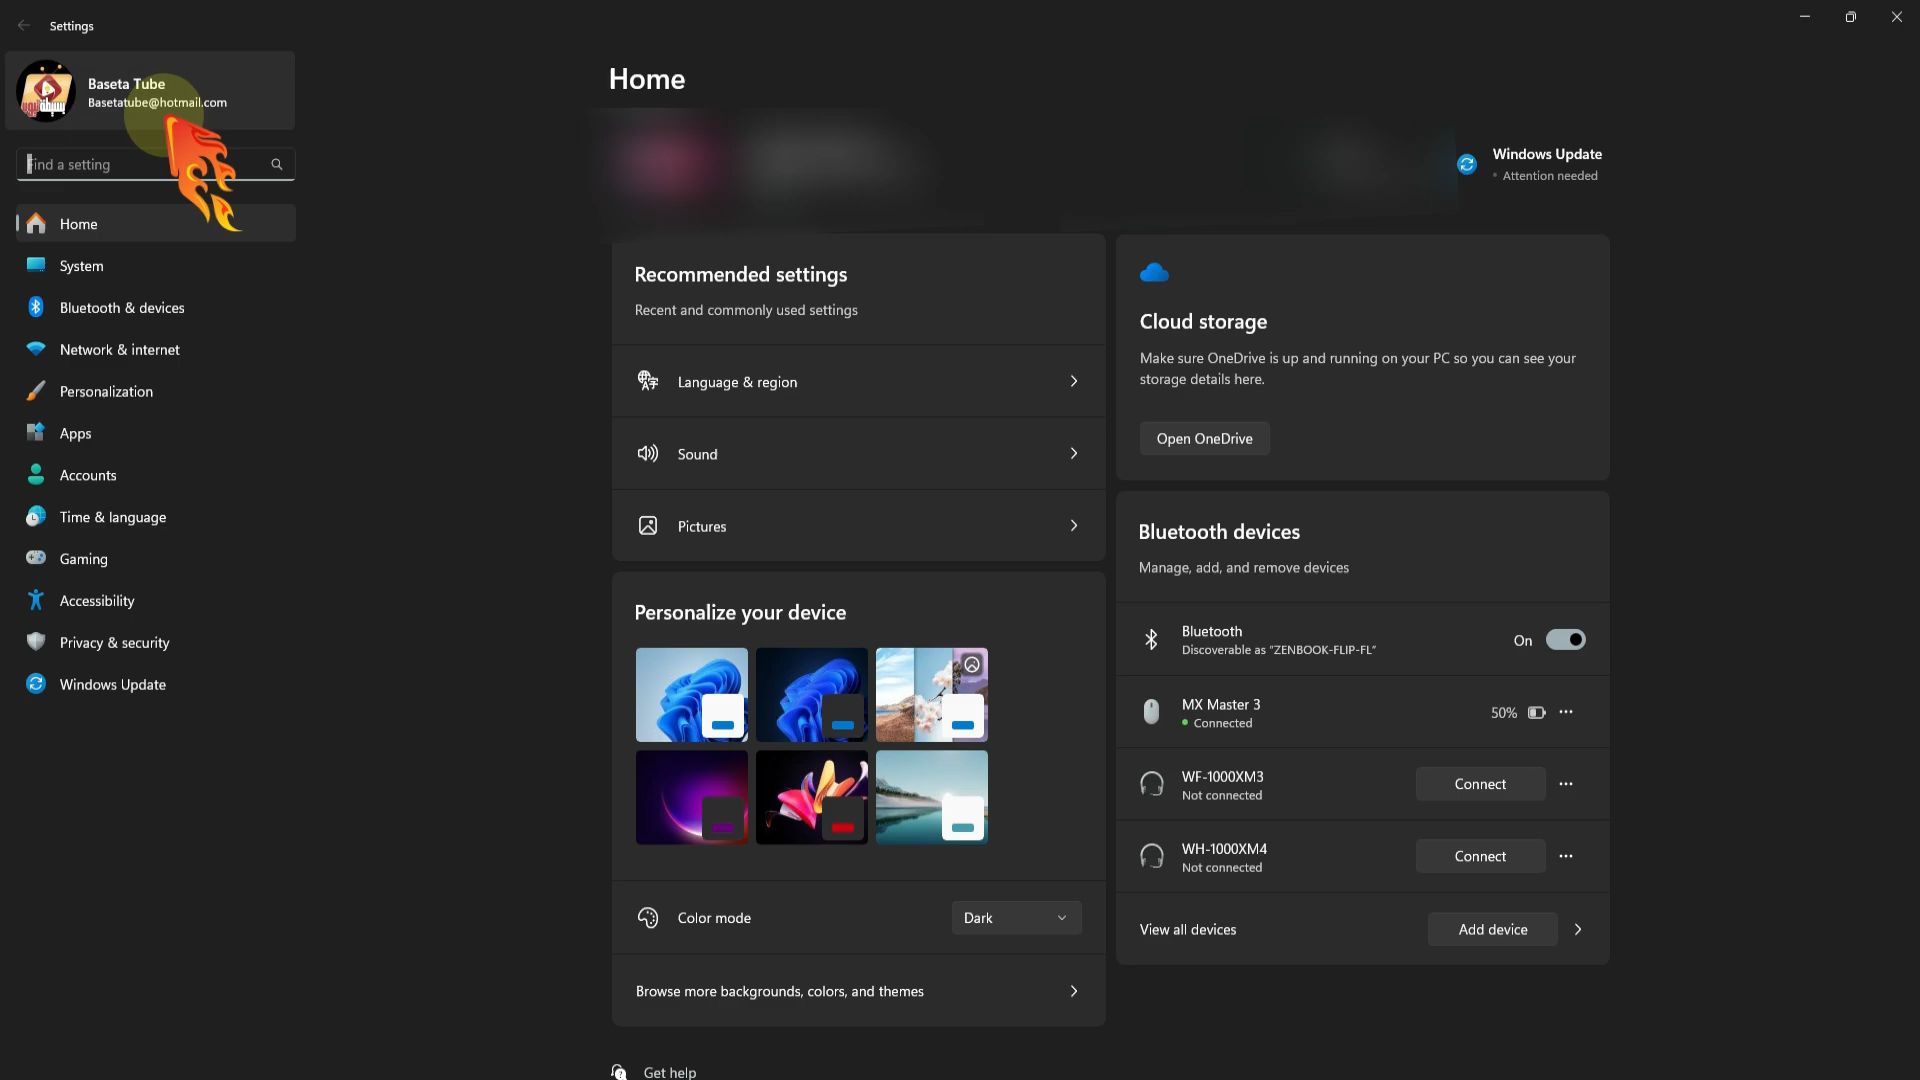 Settings
Baseta Tube
Basetatube@hotmail.com
Find a setting
Home
System
Bluetooth & devices
Network & internet
Personalization
Apps
Accounts
Time & language
Gaming
Accessibility
Privacy & security
Windows Update
Home
Windows Update
Attention needed
Recommended settings
Recent and commonly used settings
Language & region
Sound
Pictures
Personalize your device
Color mode
Dark
Browse more backgrounds, colors, and themes
Get help
Cloud storage
Make sure OneDrive is up and running on your PC so you can see your
storage details here.
Open OneDrive
Bluetooth devices
Manage, add, and remove devices
Bluetooth
Discoverable as "ZENBOOK-FLIP-FL"
On
MX Master 3
Connected
50%
WF-1000XM3
Not connected
Connect
WH-1000XM4
Not connected
Connect
View all devices
Add device